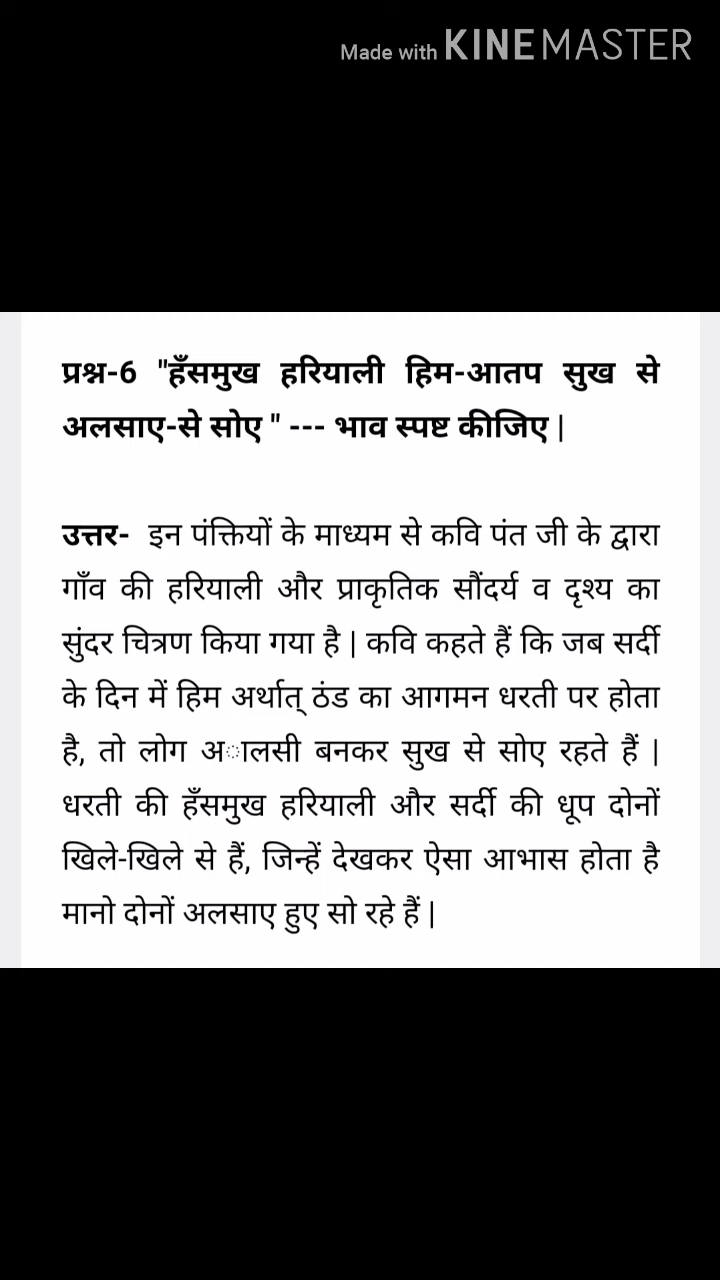 Made with KINEMASTER
प्रश्न-6 "हँसमुख हरियाली हिम-आतप सुख से
अलसाए-से सोए " --- भाव स्पष्ट कीजिए |
उत्तर- इन पंक्तियों के माध्यम से कवि पंत जी के द्वारा
गाँव की हरियाली और प्राकृतिक सौंदर्य व दृश्य का
सुंदर चित्रण किया गया है | कवि कहते हैं कि जब सर्दी
के दिन में हिम अर्थात् ठंड का आगमन धरती पर होता
है, तो लोग अाालसी बनकर सुख से सोए रहते हैं |
धरती की हँसमुख हरियाली और सर्दी की धूप दोनों
खिले-खिले से हैं, जिन्हें देखकर ऐसा आभास होता है
मानो दोनों अलसाए हुए सो रहे हैं |